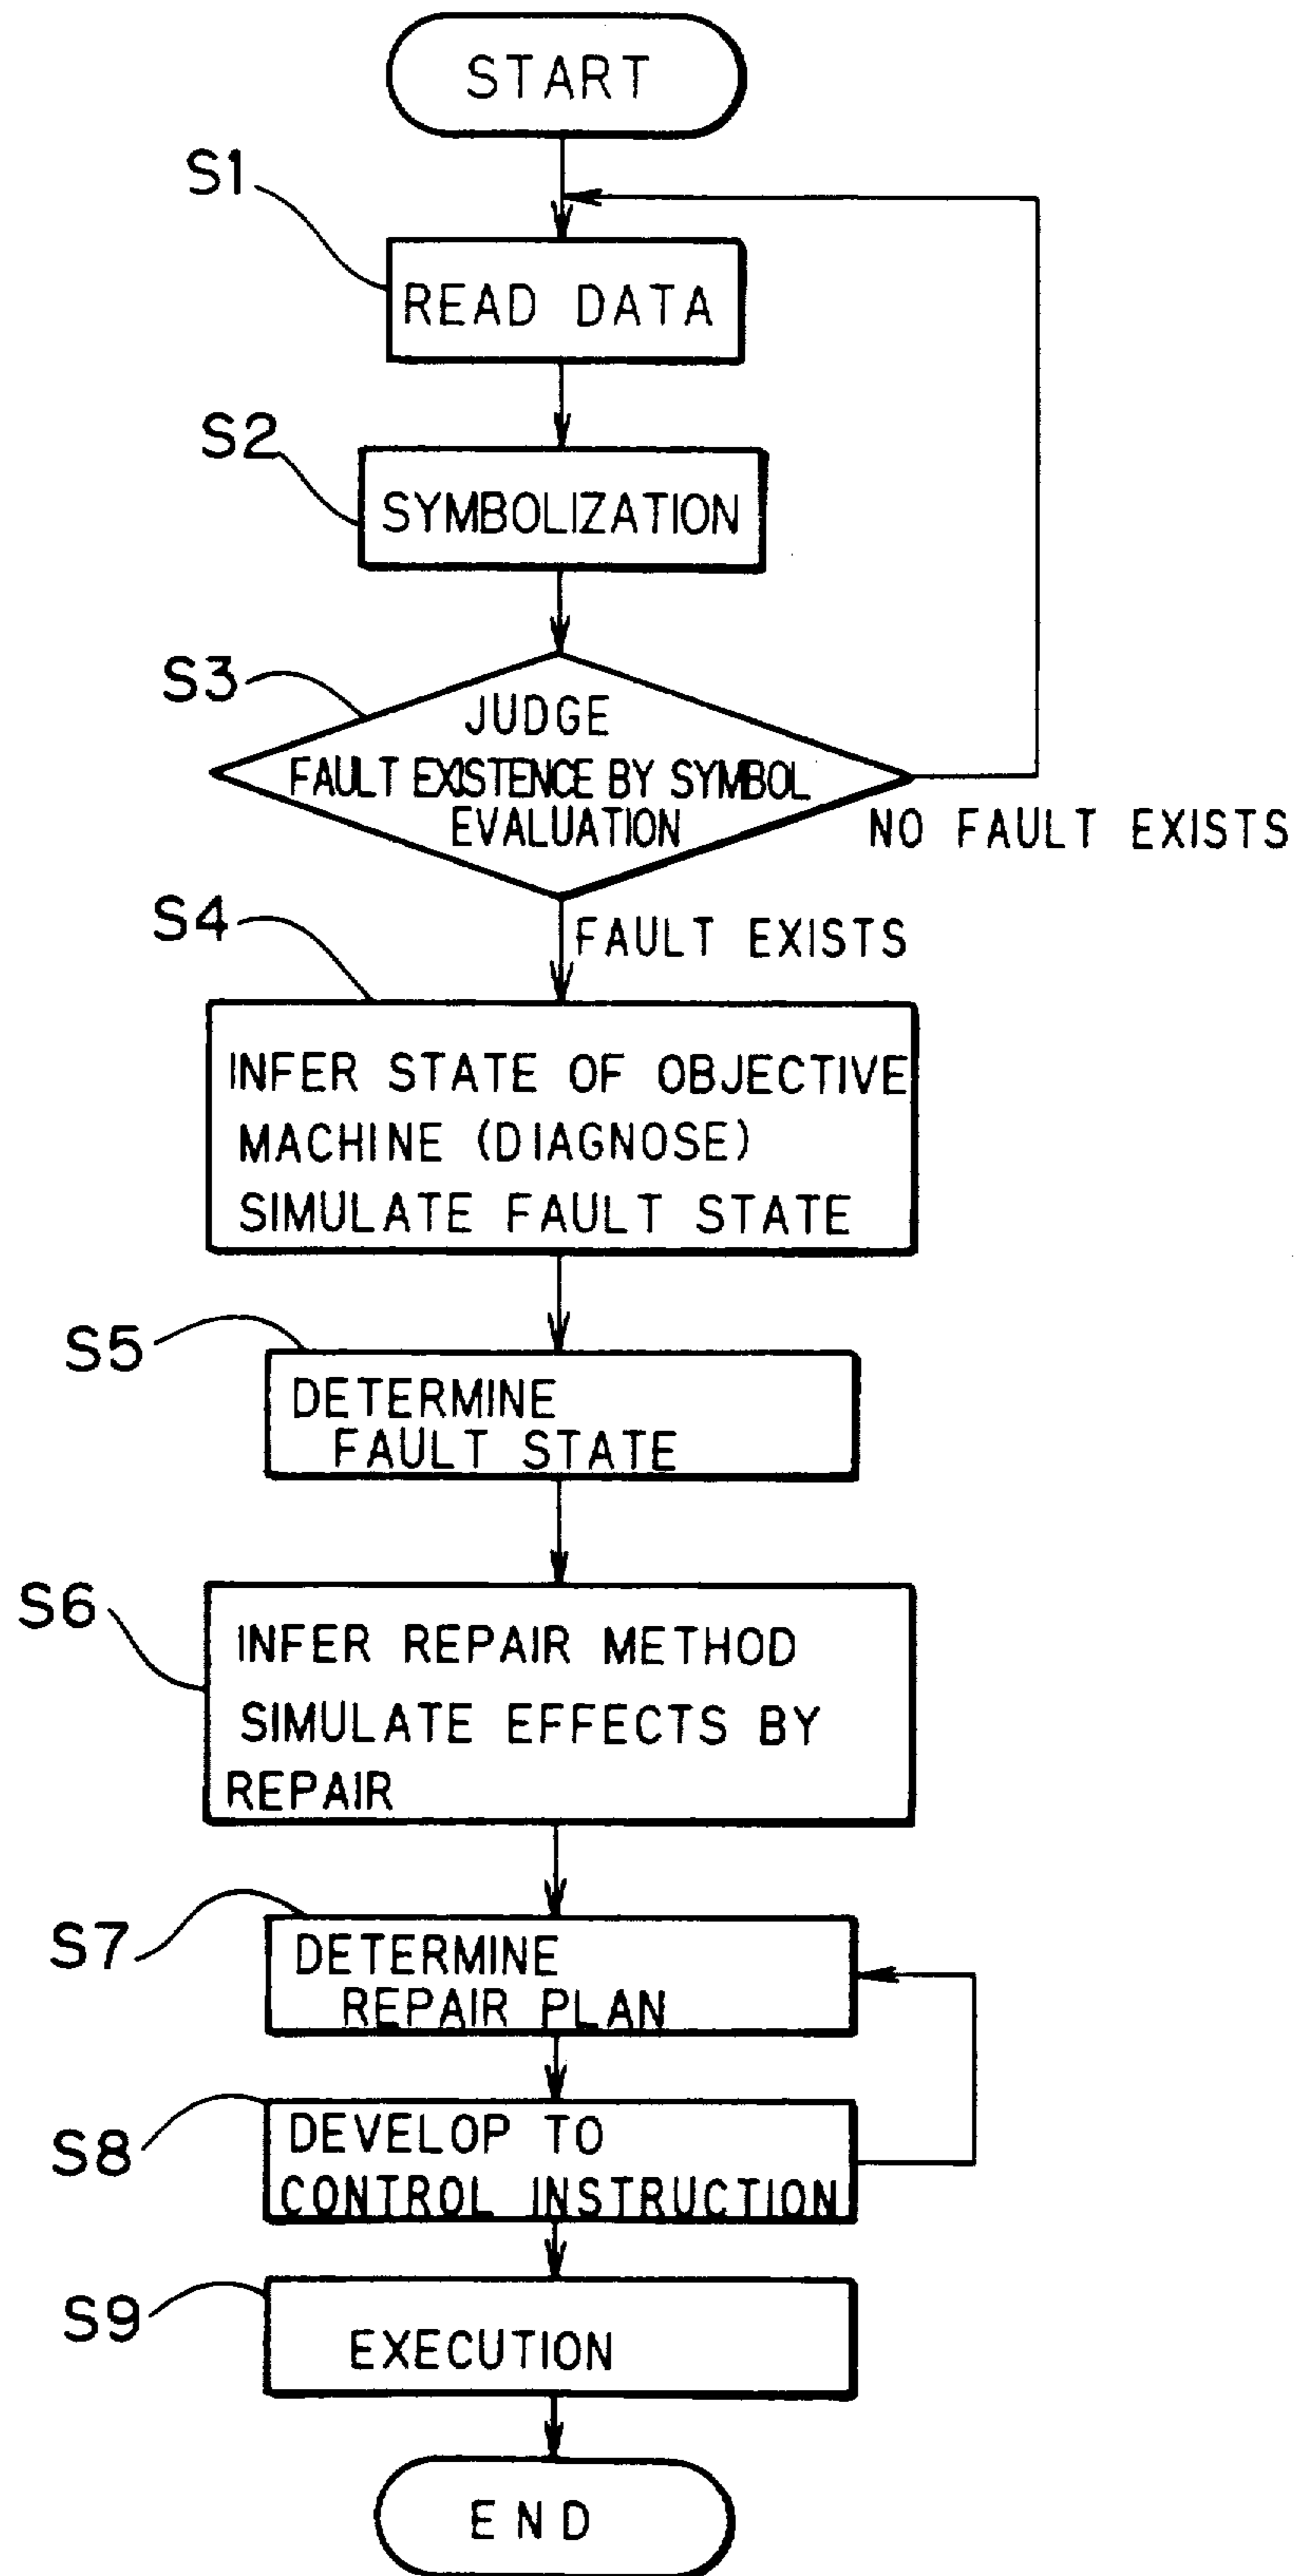 START
S1
READ DATA
S2
SYMBOLIZATION
S3
JUDGE
FAULT EXISTENCE BY SYMBOL
EVALUATION
NO FAULT EXISTS
S4
FAULT EXISTS
INFER STATE OF OBJECTIVE
MACHINE (DIAGNOSE)
SIMULATE FAULT STATE
S5
DETERMINE
FAULT STATE
S6
INFER REPAIR METHOD
SIMULATE EFFECTS BY
REPAIR
S7
DETERMINE
REPAIR PLAN
S8
DEVELOP TO
CONTROL INSTRUCTION
S9
EXECUTION
END